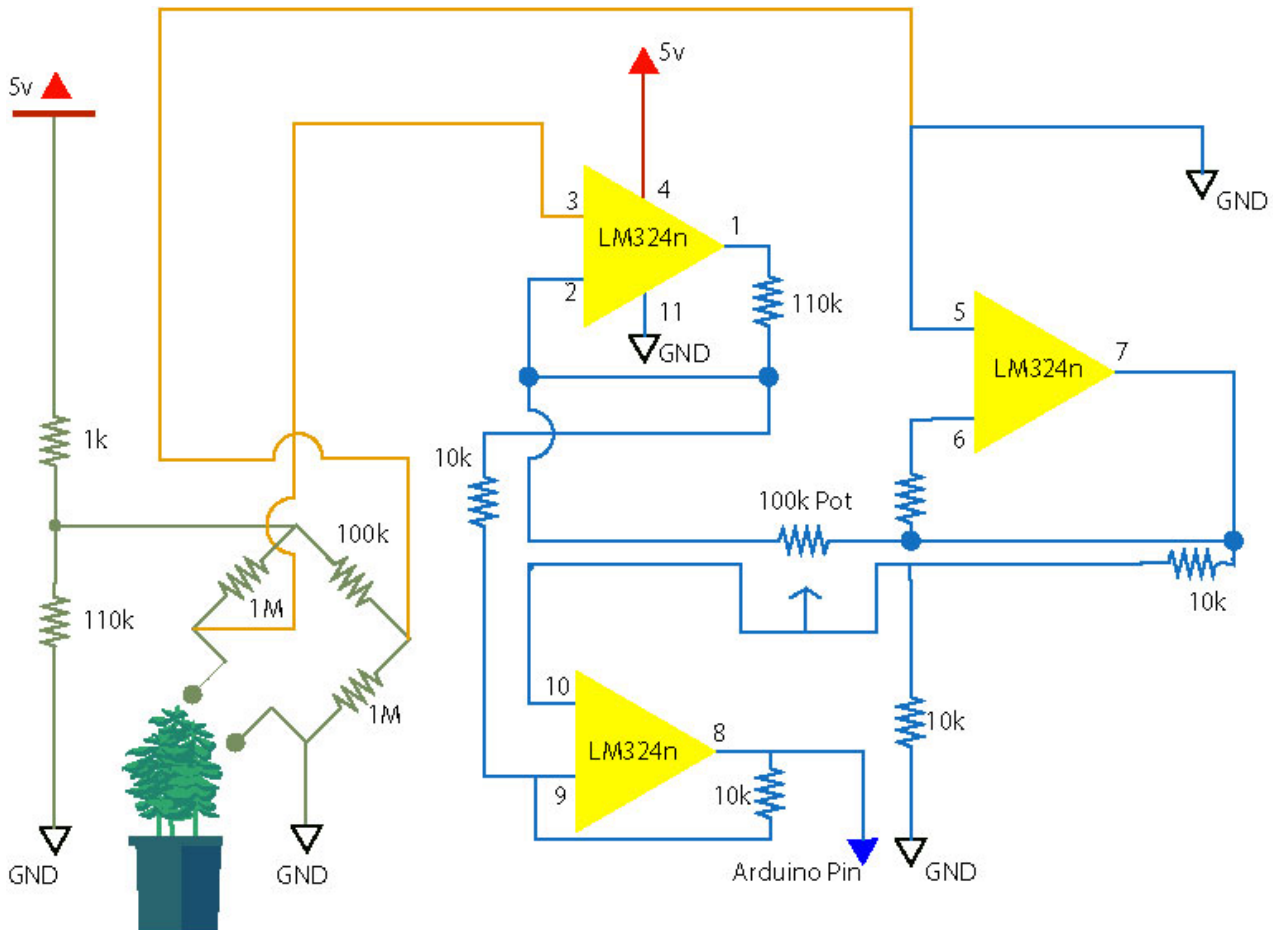 5v
5v
GND
3
4
1
LM324n
2
11
GND
110k
5
7
LM324n
6
1k
10k
100k Pot
100k
10k
1M
110k
1M
10
8
LM324n
10k
10k
9
Arduino Pin
GND
GND
GND